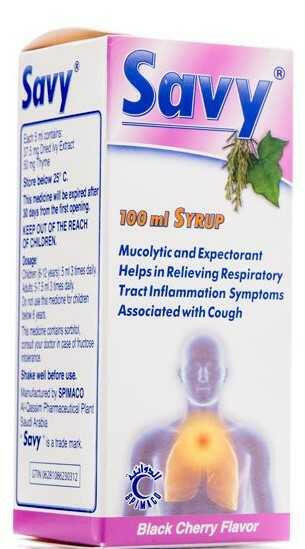 Savy®
Each 5 ml contains:
37.5 mg Dried Ivy Extract
50 mg Thyme
Store below 25° C.
This medicine will be expired after
30 days from the first opening.
KEEP OUT OF THE REACH
OF CHILDREN.
Dosage:
Children (6-12 years): 5 ml 3 times daily.
Adults: 5-7.5 ml 3 times daily.
Do not use this medicine for children
below 6 years.
This medicine contains sorbitol,
consult your doctor in case of fructose
intolerance.
Shake well before use.
Manufactured by SPIMACO
Al-Qassim Pharmaceutical Plant
Saudi Arabia
"Savy" is a trade mark.
Savy®
100 ml SYRUP
Mucolytic and Expectorant
Helps in Relieving Respiratory
Tract Inflammation Symptoms
Associated with Cough
الدوائية
SPIMACO
Black Cherry Flavor